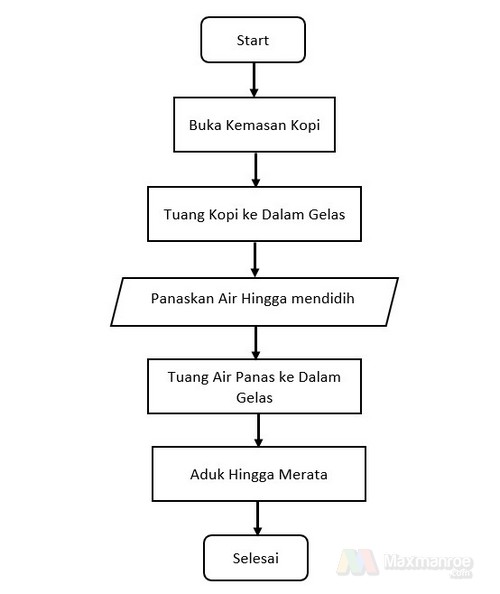 Start
Buka Kemasan Kopi
Tuang Kopi ke Dalam Gelas
Panaskan Air Hingga mendidih
Tuang Air Panas ke Dalam
Gelas
Aduk Hingga Merata
Selesai
Maxmanroe
.com